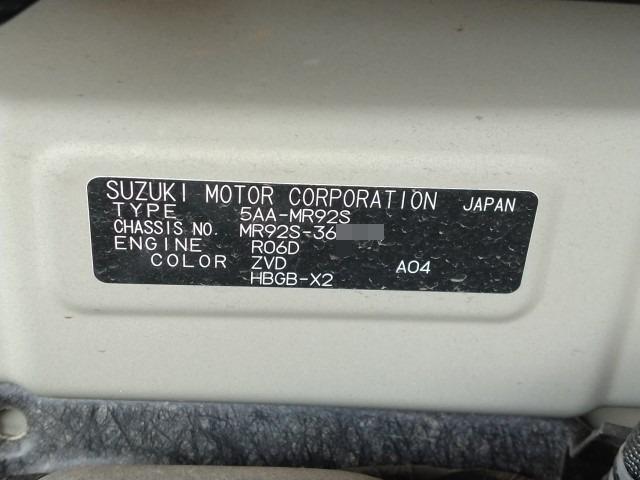 SUZUKI MOTOR CORPORATION JAPAN
TYPE 5AA-MR92S
CHASSIS NO. MR92S-36
ENGINE R06D
COLOR ZVD A04
HBGB-X2